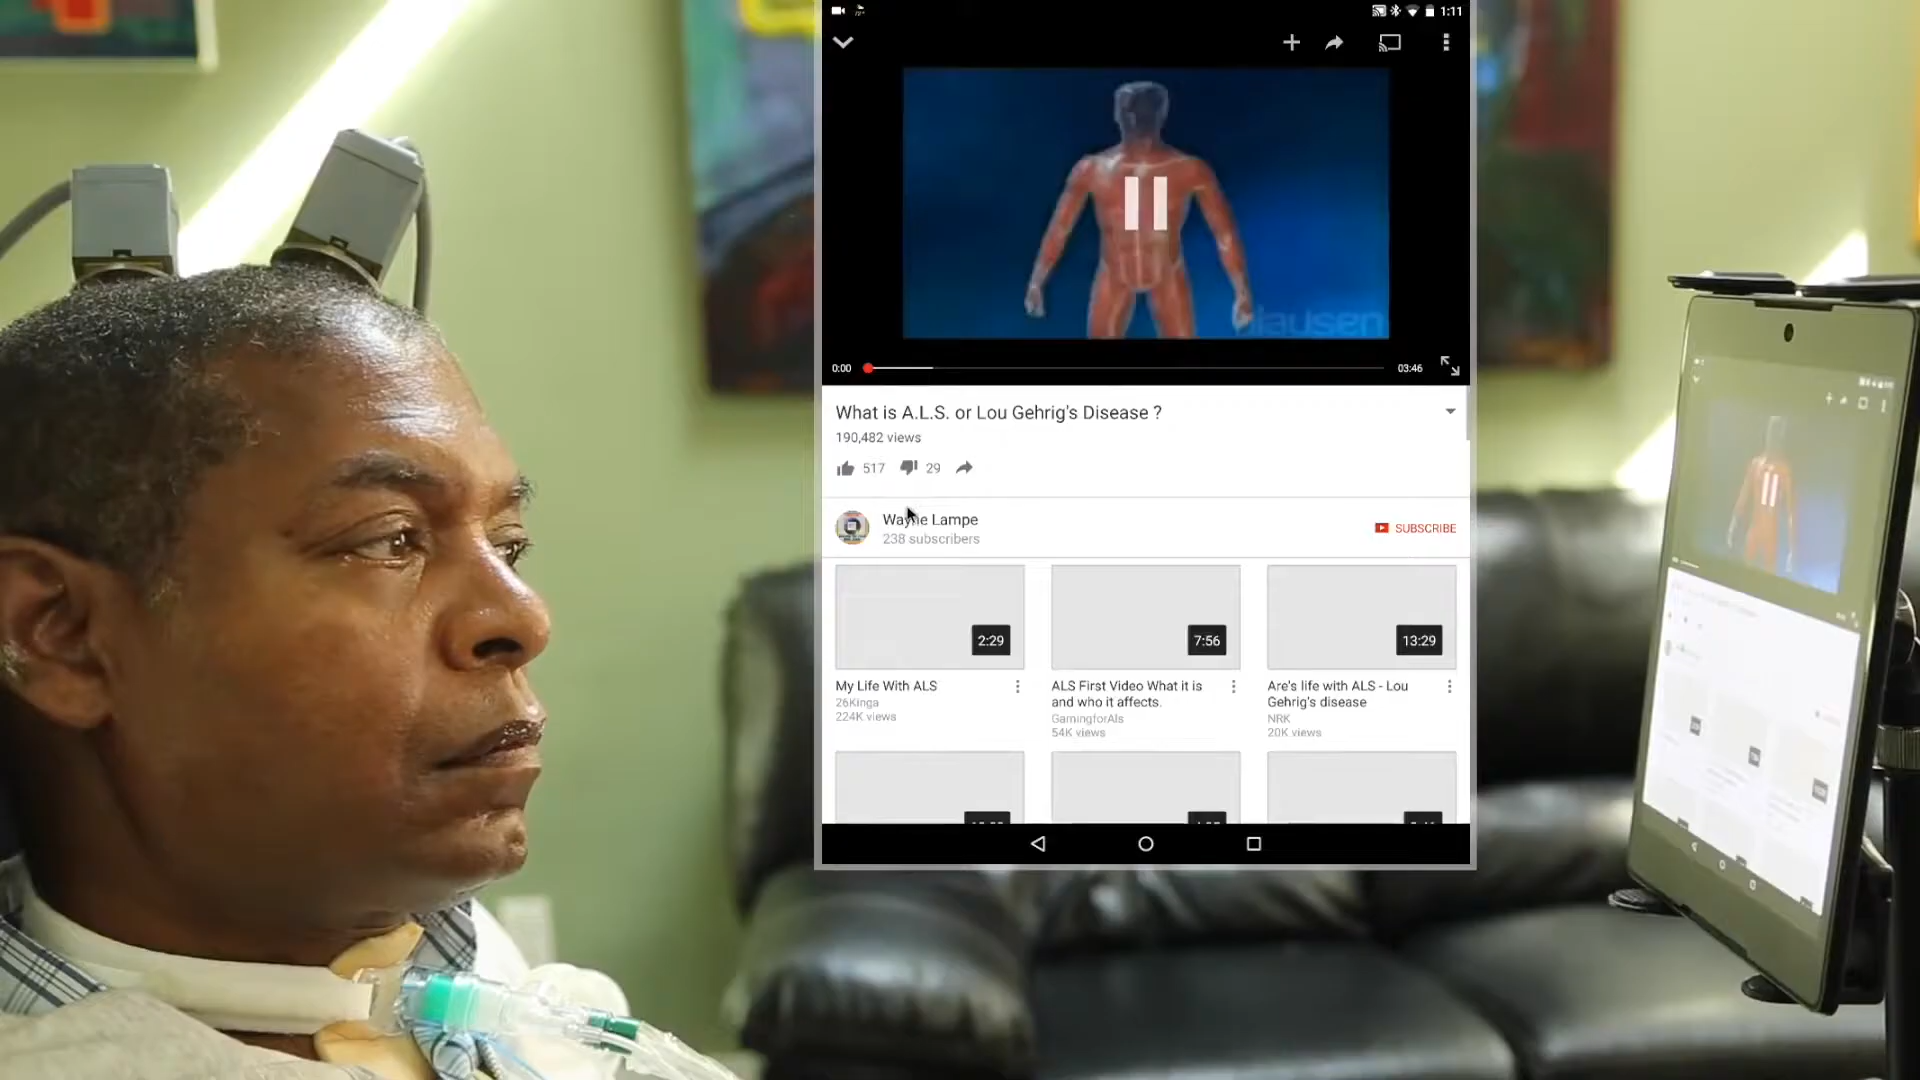 1:11
lausen
0:00
03:46
What is A.L.S. or Lou Gehrig's Disease ?
190,482 views
517 29
Wayne Lampe
238 subscribers
SUBSCRIBE
2:29
7:56
13:29
My Life With ALS
26Kinga
224K views
ALS First Video What it is
and who it affects.
GamingforAls
54K views
Are's life with ALS - Lou
Gehrig's disease
NRK
20K views